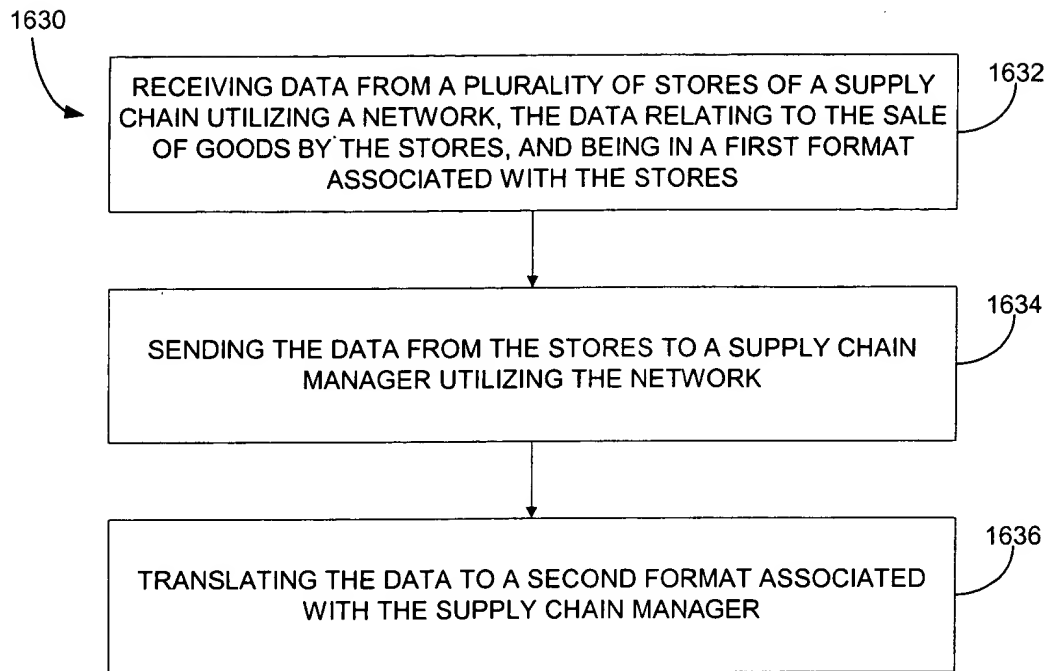 1630
RECEIVING DATA FROM A PLURALITY OF STORES OF A SUPPLY
CHAIN UTILIZING A NETWORK, THE DATA RELATING TO THE SALE
OF GOODS BY THE STORES, AND BEING IN A FIRST FORMAT
ASSOCIATED WITH THE STORES
1632
SENDING THE DATA FROM THE STORES TO A SUPPLY CHAIN
MANAGER UTILIZING THE NETWORK
1634
TRANSLATING THE DATA TO A SECOND FORMAT ASSOCIATED
WITH THE SUPPLY CHAIN MANAGER
1636